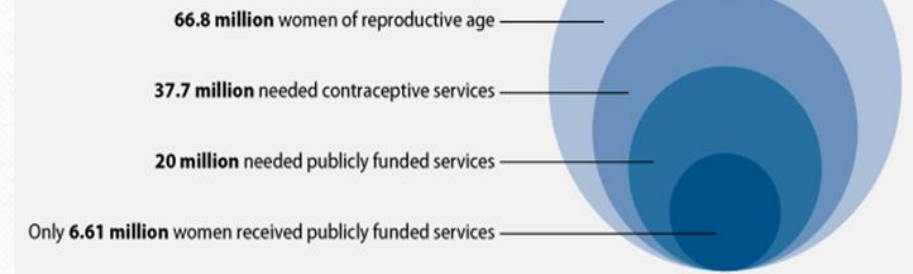 66.8 million women of reproductive age
37.7 million needed contraceptive services
20 million needed publicly funded services
Only 6.61 million women received publicly funded services